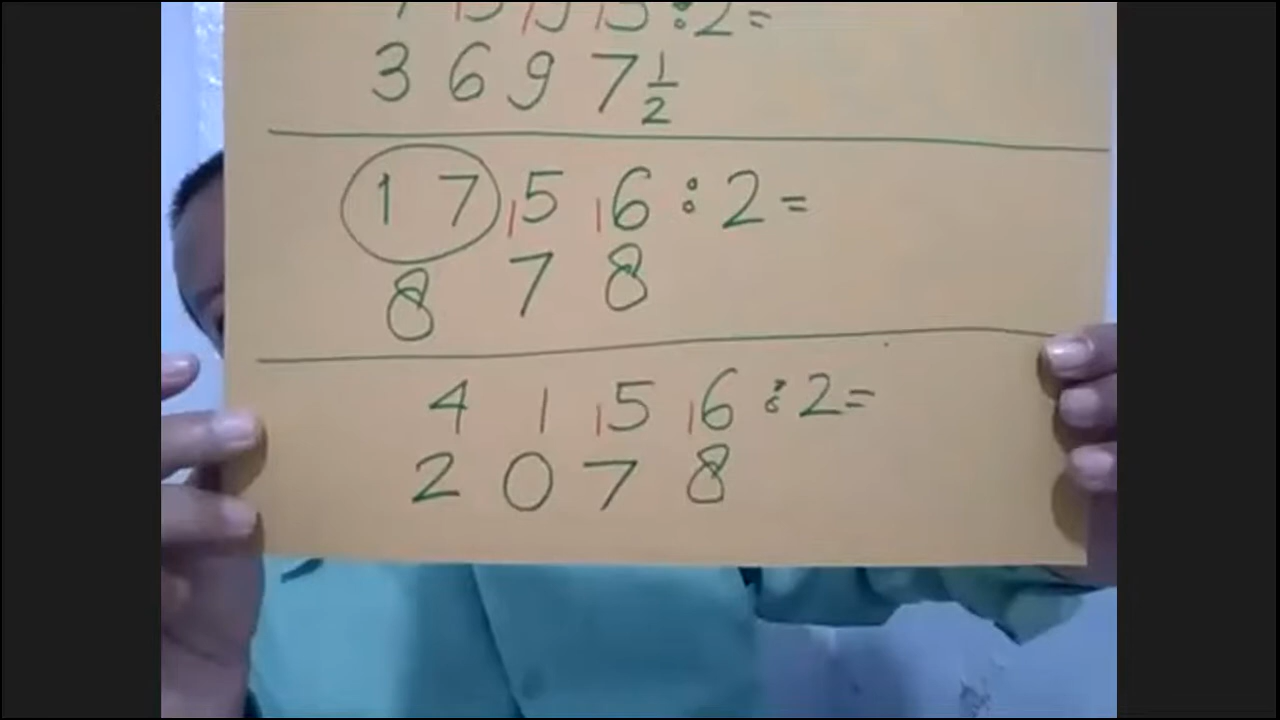 3 6 9 7 1/2
1 7 1 5 1 6 : 2 =
8 7 8
4 1 1 5 1 6 : 2 =
2 0 7 8